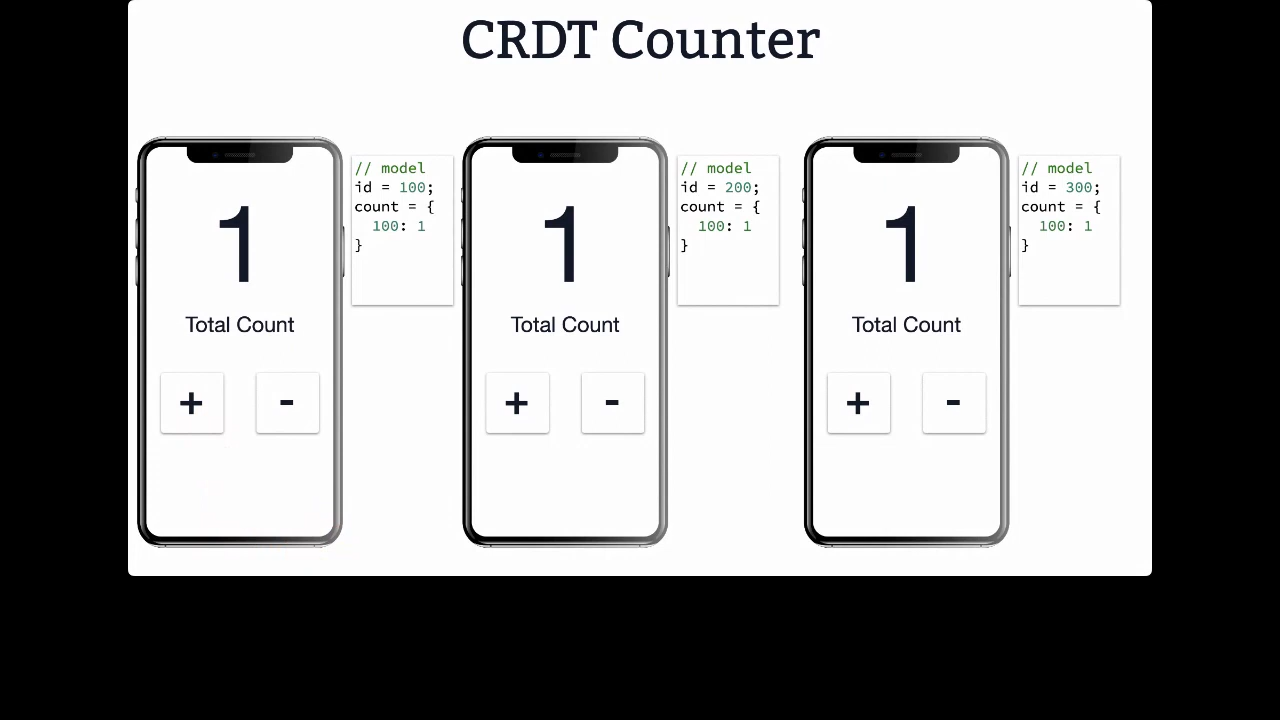 CRDT Counter
1
Total Count
+ -
// model
id = 100;
count = {
  100: 1
}
1
Total Count
+ -
// model
id = 200;
count = {
  100: 1
}
1
Total Count
+ -
// model
id = 300;
count = {
  100: 1
}